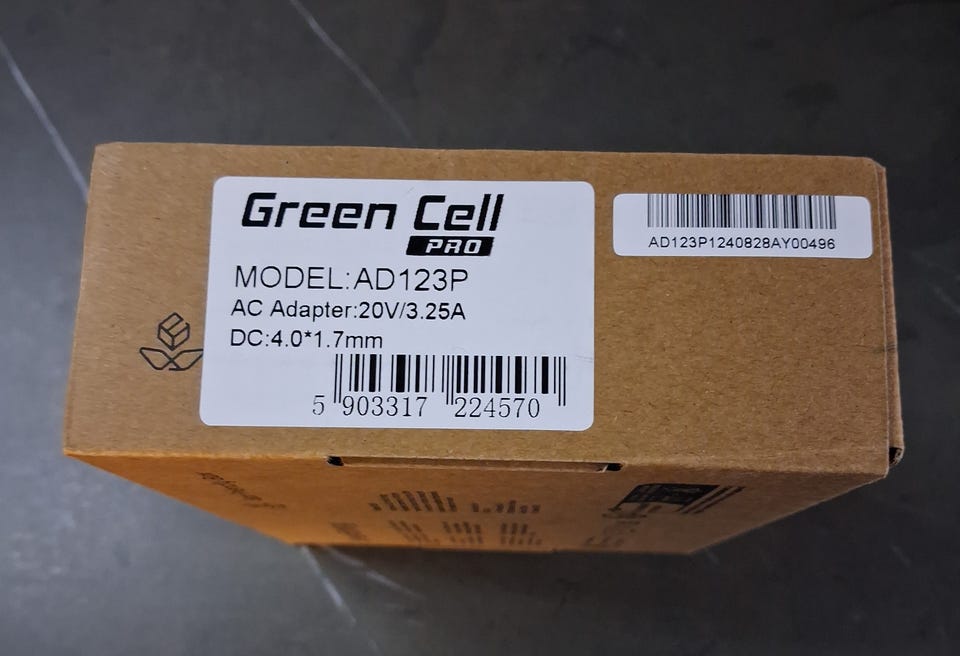 Green Cell
PRO
MODEL:AD123P
AC Adapter:20V/3.25A
DC:4.0*1.7mm
5 903317 224570
AD123P1240828AY00496